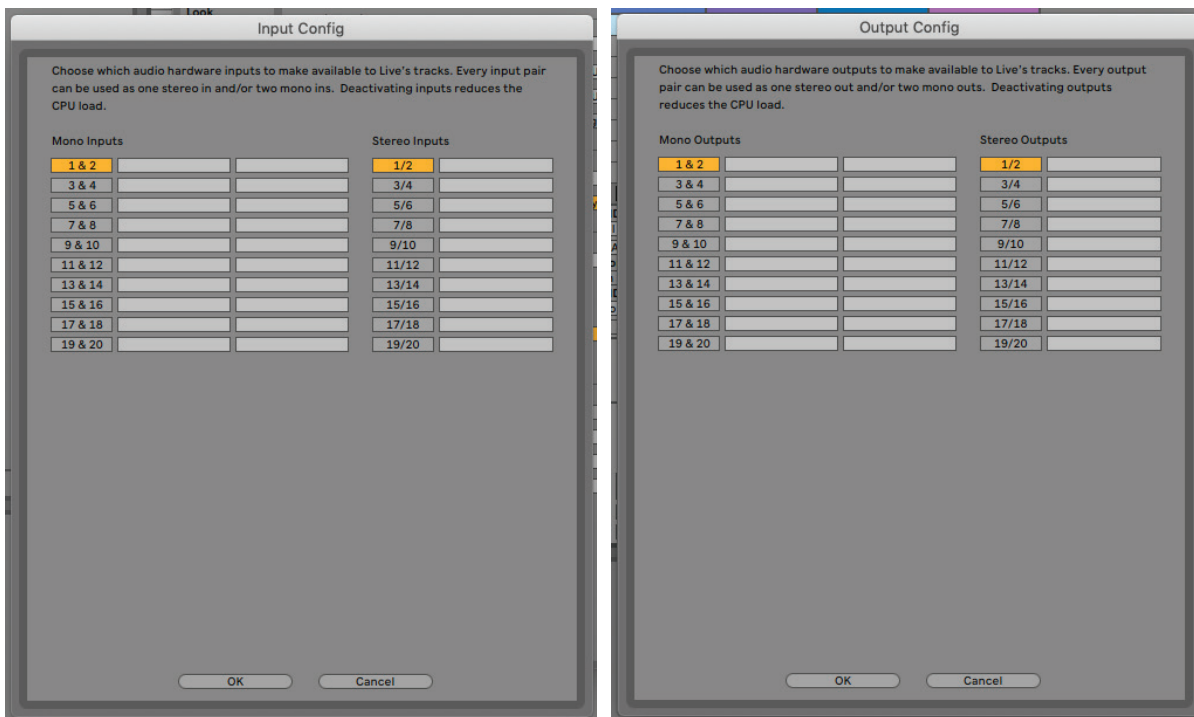 Look
Input Config
Choose which audio hardware inputs to make available to Live's tracks. Every input pair
can be used as one stereo in and/or two mono ins. Deactivating inputs reduces the
CPU load.
Mono Inputs Stereo Inputs
1 & 2 1/2
3 & 4 3/4
5 & 6 5/6
7 & 8 7/8
9 & 10 9/10
11 & 12 11/12
13 & 14 13/14
15 & 16 15/16
17 & 18 17/18
19 & 20 19/20
OK Cancel
Output Config
Choose which audio hardware outputs to make available to Live's tracks. Every output
pair can be used as one stereo out and/or two mono outs. Deactivating outputs
reduces the CPU load.
Mono Outputs Stereo Outputs
1 & 2 1/2
3 & 4 3/4
5 & 6 5/6
7 & 8 7/8
9 & 10 9/10
11 & 12 11/12
13 & 14 13/14
15 & 16 15/16
17 & 18 17/18
19 & 20 19/20
OK Cancel